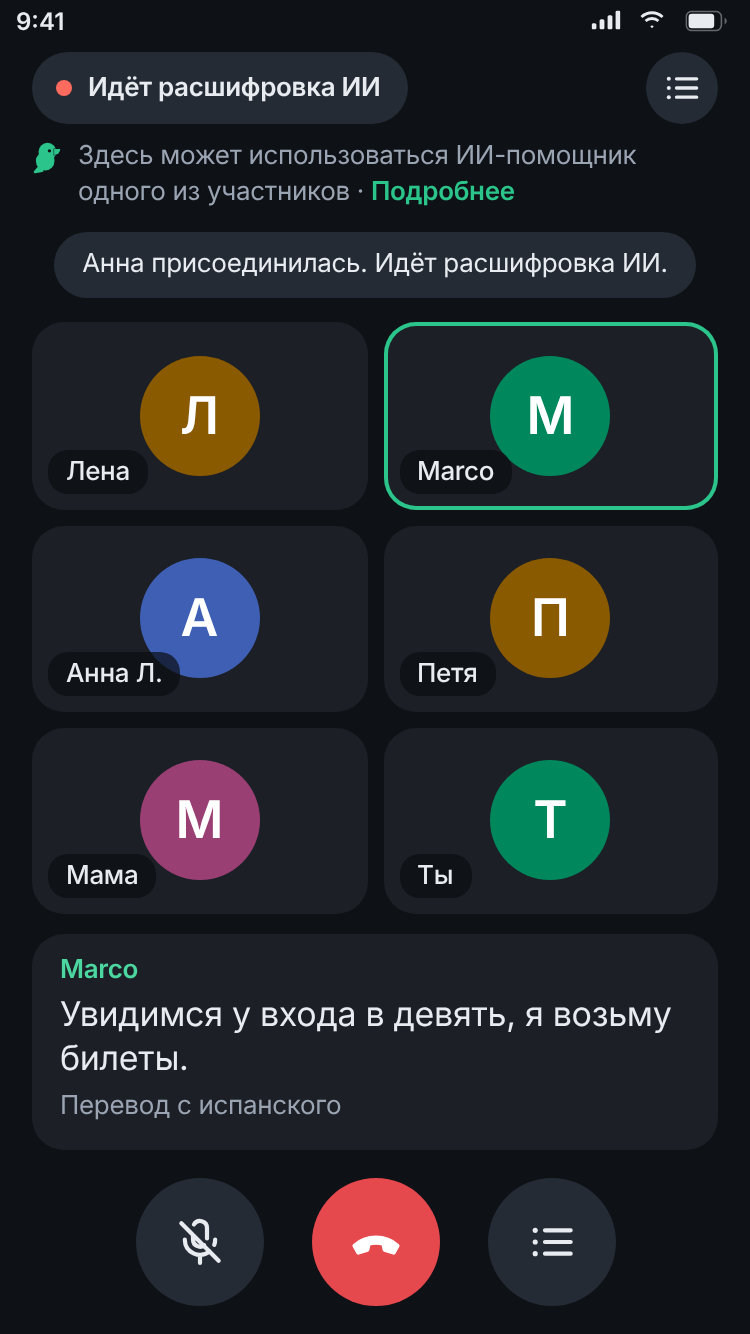 9:41
Идёт расшифровка ИИ
Здесь может использоваться ИИ-помощник
одного из участников · Подробнее
Анна присоединилась. Идёт расшифровка ИИ.
Л
Лена
М
Marco
А
Анна Л.
П
Петя
М
Мама
Т
Ты
Marco
Увидимся у входа в девять, я возьму
билеты.
Перевод с испанского